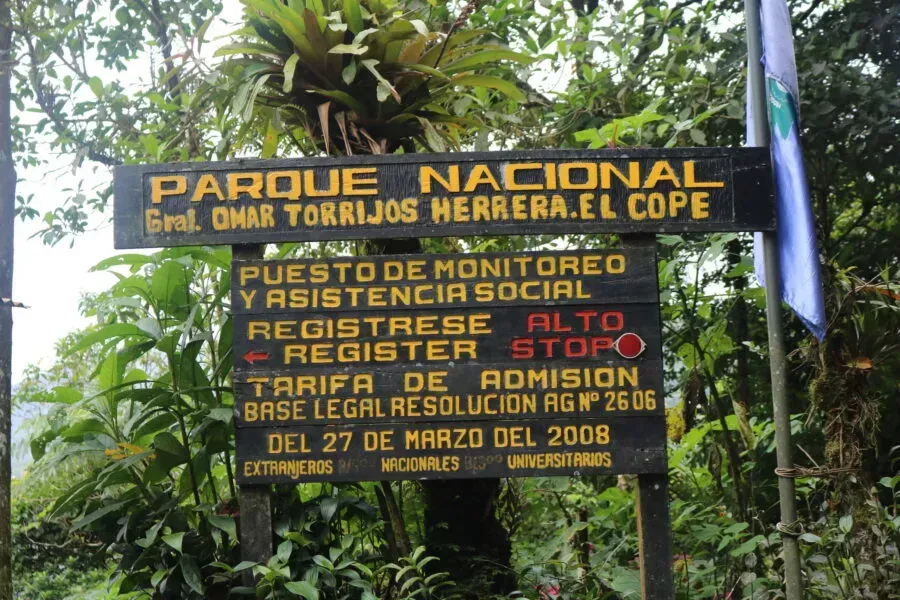 PARQUE NACIONAL
Gral. OMAR TORRIJOS HERRERA. EL COPE
PUESTO DE MONITOREO
Y ASISTENCIA SOCIAL
REGISTRESE ALTO
REGISTER STOP
TARIFA DE ADMISION
BASE LEGAL RESOLUCION AG Nº 2606
DEL 27 DE MARZO DEL 2008
EXTRANJEROS NACIONALES UNIVERSITARIOS